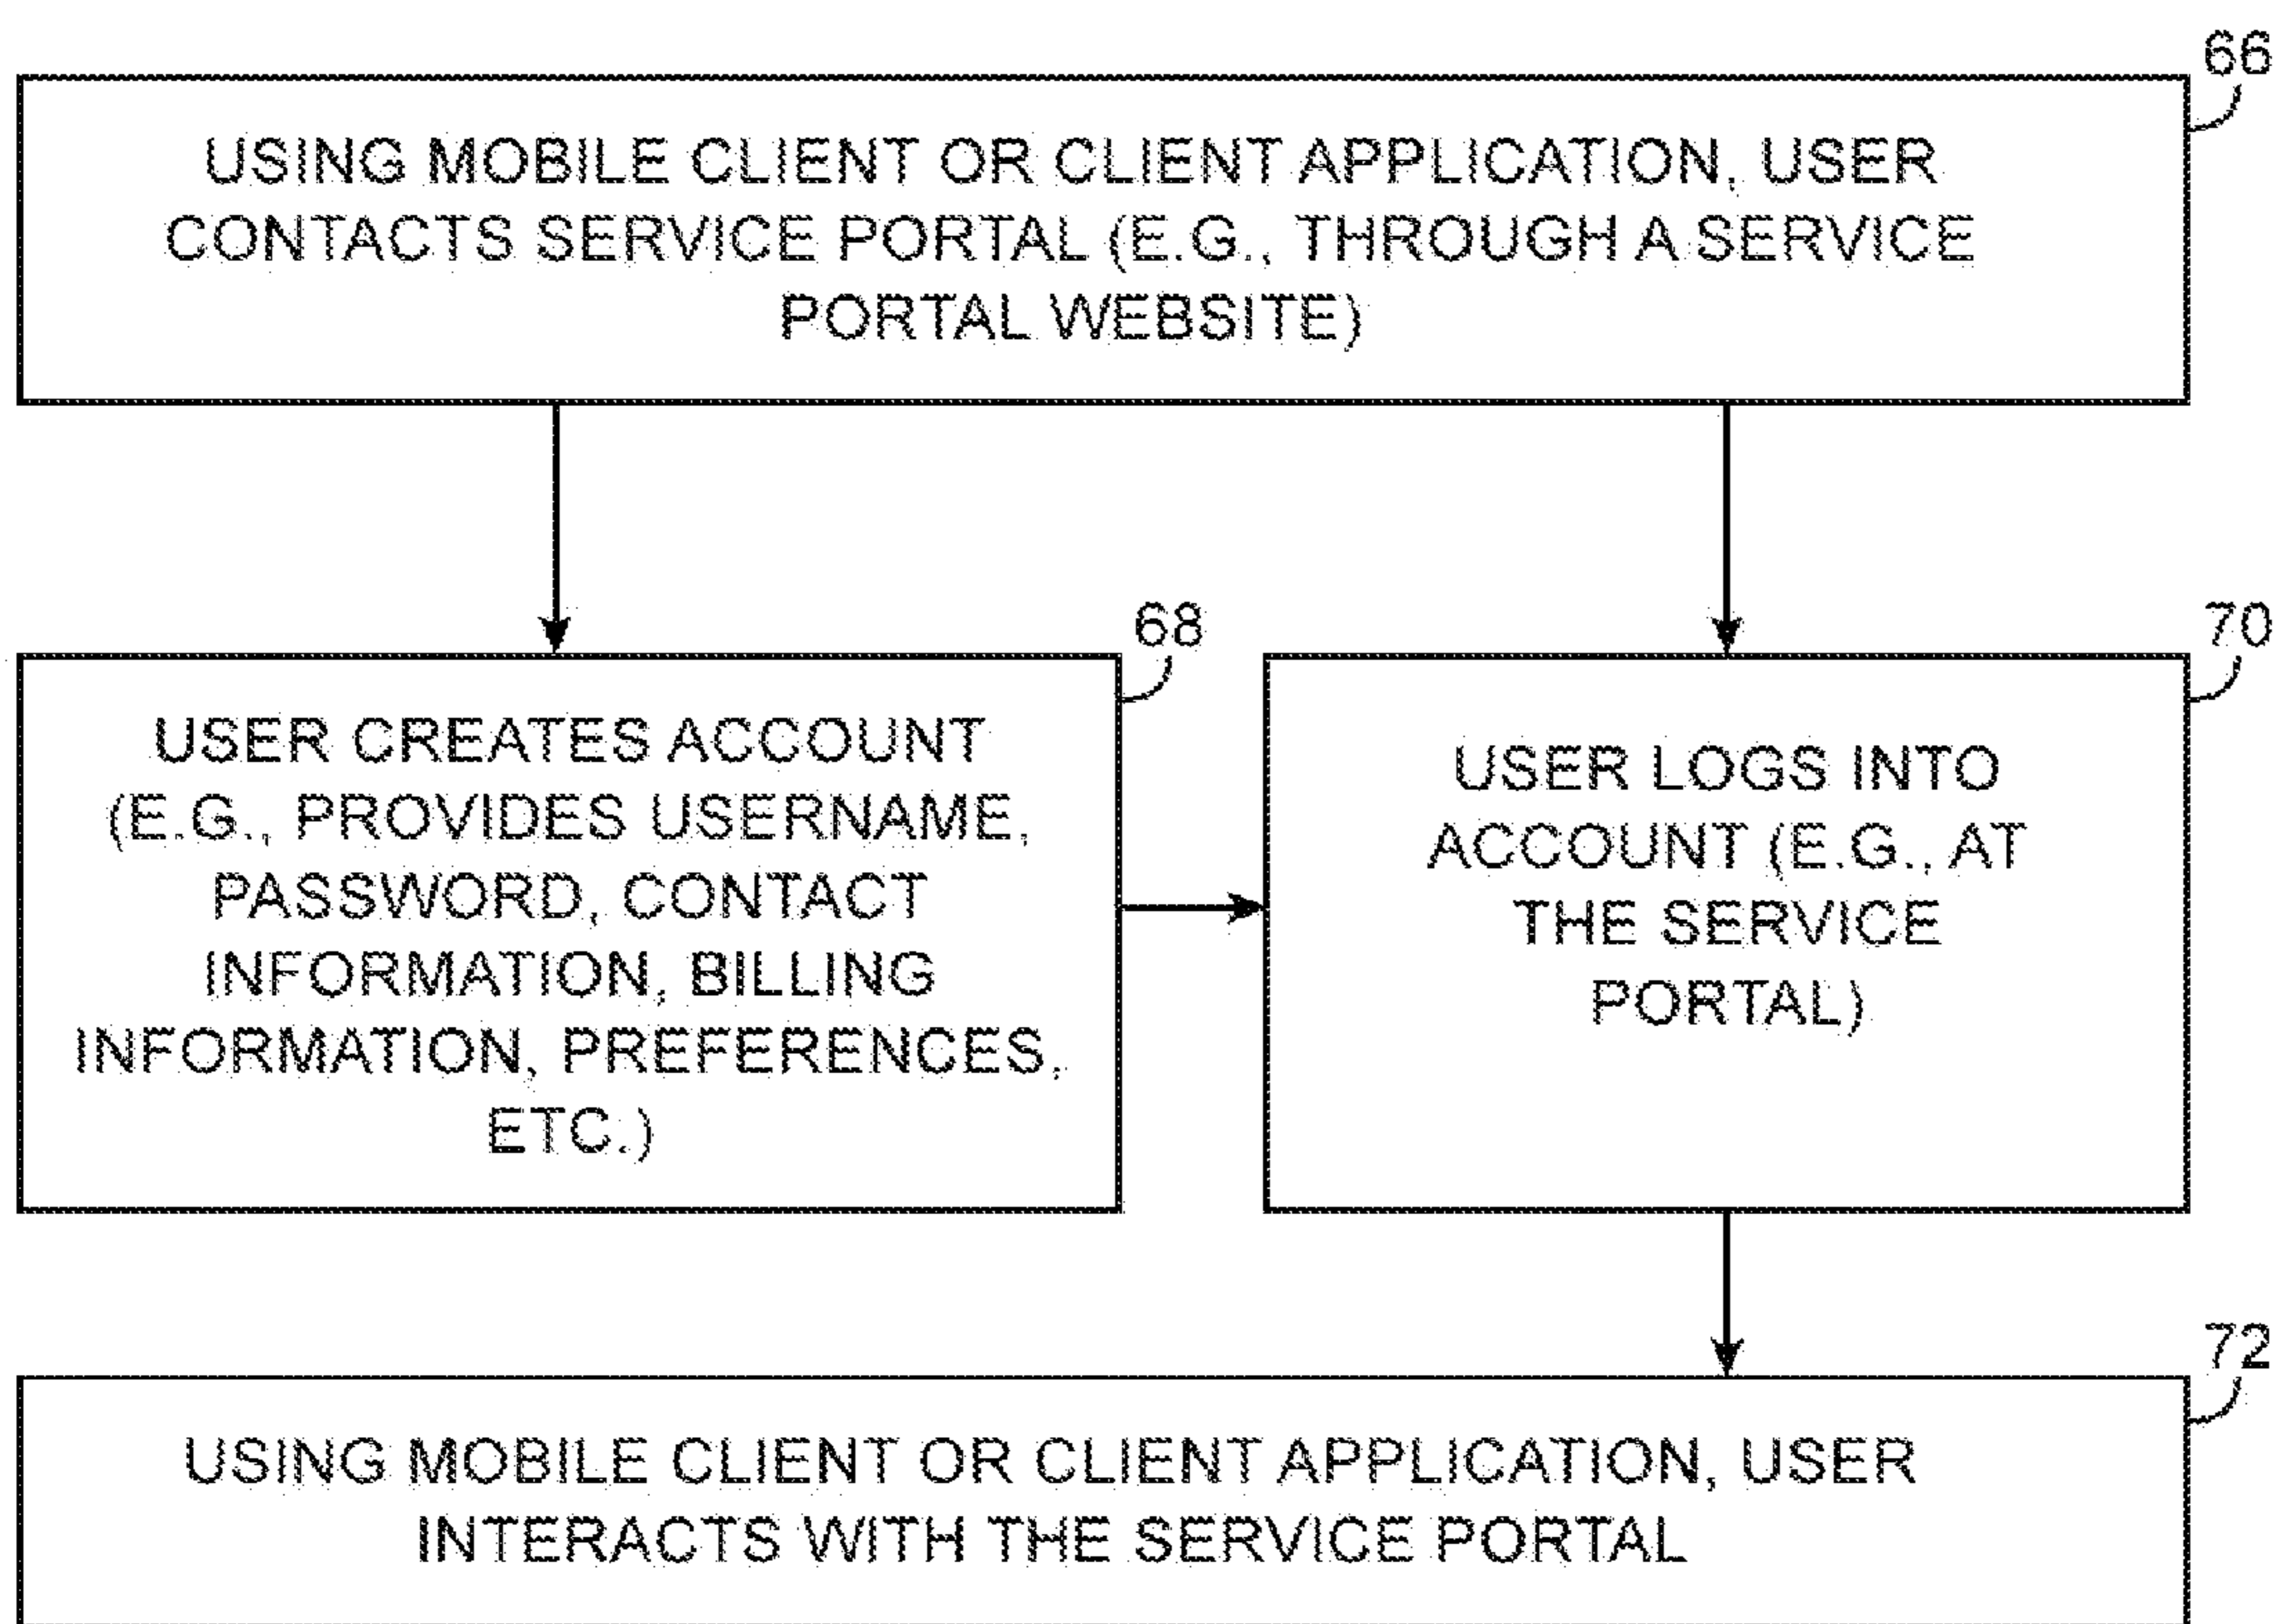 66
USING MOBILE CLIENT OR CLIENT APPLICATION, USER
CONTACTS SERVICE PORTAL (E.G., THROUGH A SERVICE
PORTAL WEBSITE)
68
USER CREATES ACCOUNT
(E.G., PROVIDES USERNAME,
PASSWORD, CONTACT
INFORMATION, BILLING
INFORMATION, PREFERENCES,
ETC.)
70
USER LOGS INTO
ACCOUNT (E.G., AT
THE SERVICE
PORTAL)
72
USING MOBILE CLIENT OR CLIENT APPLICATION, USER
INTERACTS WITH THE SERVICE PORTAL